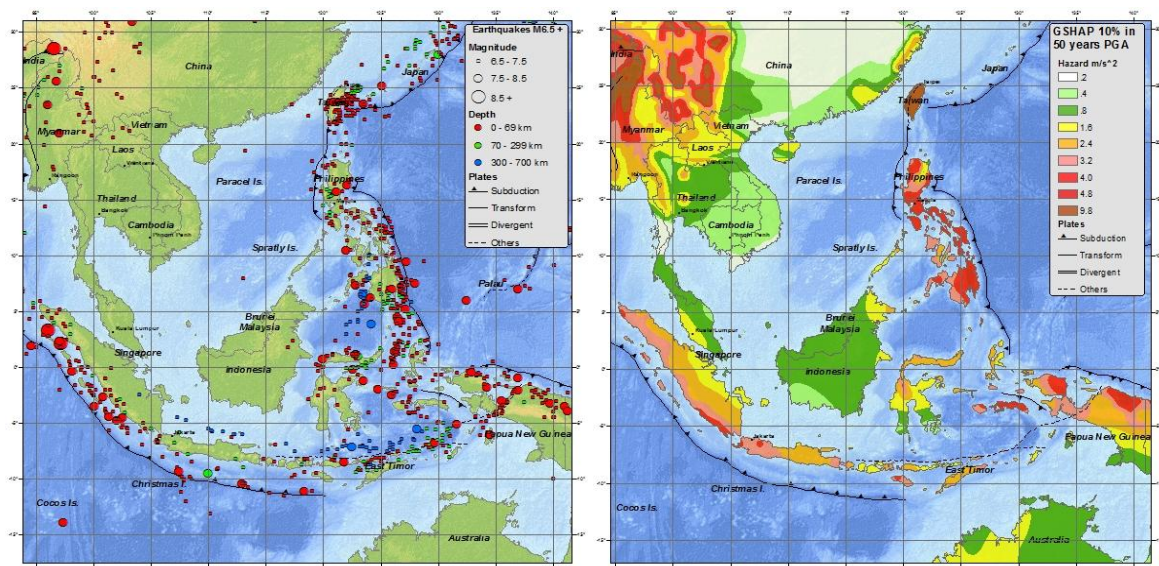 Earthquakes M6.5 +
Magnitude
6.5 - 7.5
7.5 - 8.5
8.5 +
Depth
0 - 69 km
70 - 299 km
300 - 700 km
Plates
Subduction
Transform
Divergent
Others
India
China
Japan
Myanmar
Vietnam
Laos
Thailand
Bangkok
Cambodia
Paracel Is.
Philippines
Spratly Is.
Palau
Brunei
Malaysia
Kuala Lumpur
Singapore
Indonesia
Jakarta
Papua New Guinea
East Timor
Christmas I.
Cocos Is.
Australia
GSHAP 10% in
50 years PGA
Hazard m/s^2
.2
.4
.8
1.6
2.4
3.2
4.0
4.8
9.8
Plates
Subduction
Transform
Divergent
Others
India
China
Japan
Taiwan
Myanmar
Vietnam
Laos
Thailand
Bangkok
Cambodia
Paracel Is.
Philippines
Spratly Is.
Brunei
Malaysia
Kuala Lumpur
Singapore
Indonesia
Jakarta
Papua New Guinea
East Timor
Christmas I.
Cocos Is.
Australia